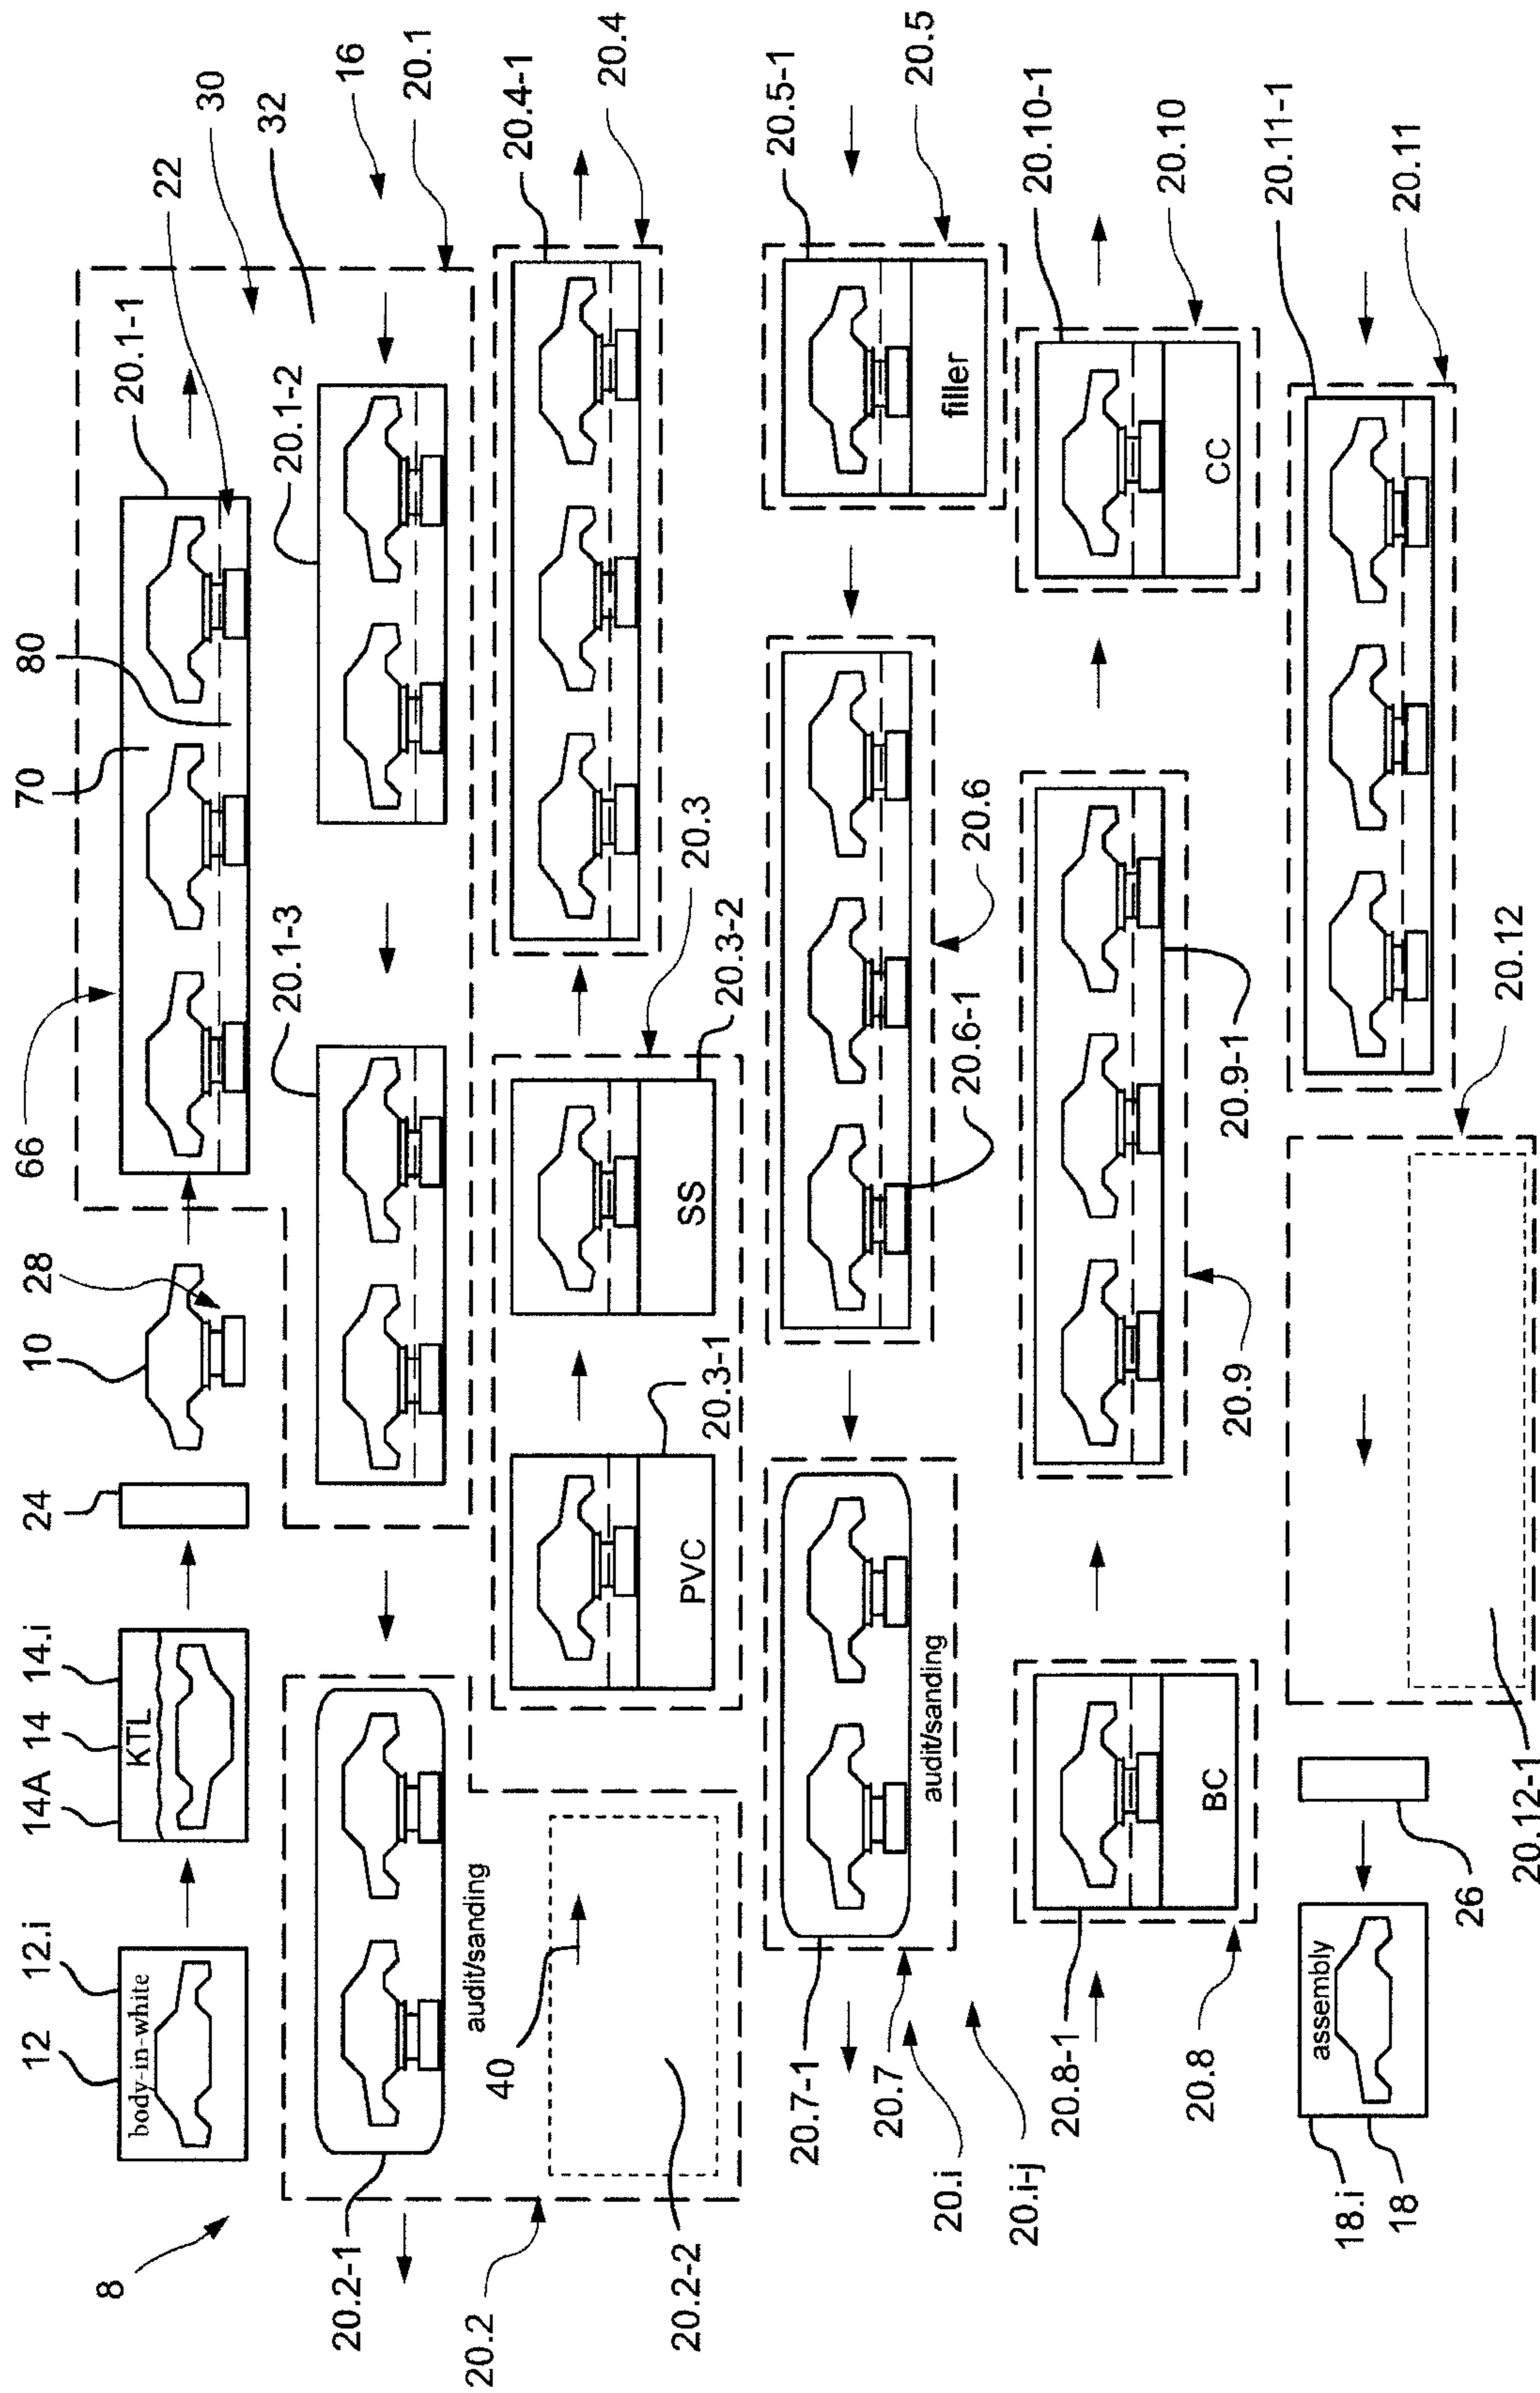 8
12
12.i
body-in-white
14A
14
14.i
KTL
24
10
28
66
70
80
20.1-1
22
30
32
16
20.1
20.1-3
20.1-2
20.2-1
audit/sanding
20.2
40
20.2-2
PVC
20.3-1
SS
20.3-2
20.3
20.4-1
20.4
20.7-1
audit/sanding
20.7
20.i
20.i-j
20.6-1
20.6
filler
20.5-1
20.5
20.8-1
BC
20.8
20.9
20.9-1
CC
20.10-1
20.10
assembly
18.i
18
26
20.12-1
20.12
20.11-1
20.11